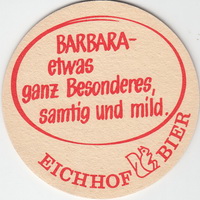 BARBARA-
etwas
ganz Besonderes,
samtig und mild.
EICHHOF BIER